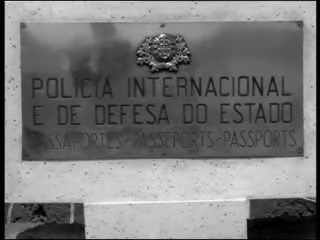 POLICIA INTERNACIONAL
E DE DEFESA DO ESTADO
PASSAPORTES-PASSEPORTS-PASSPORTS